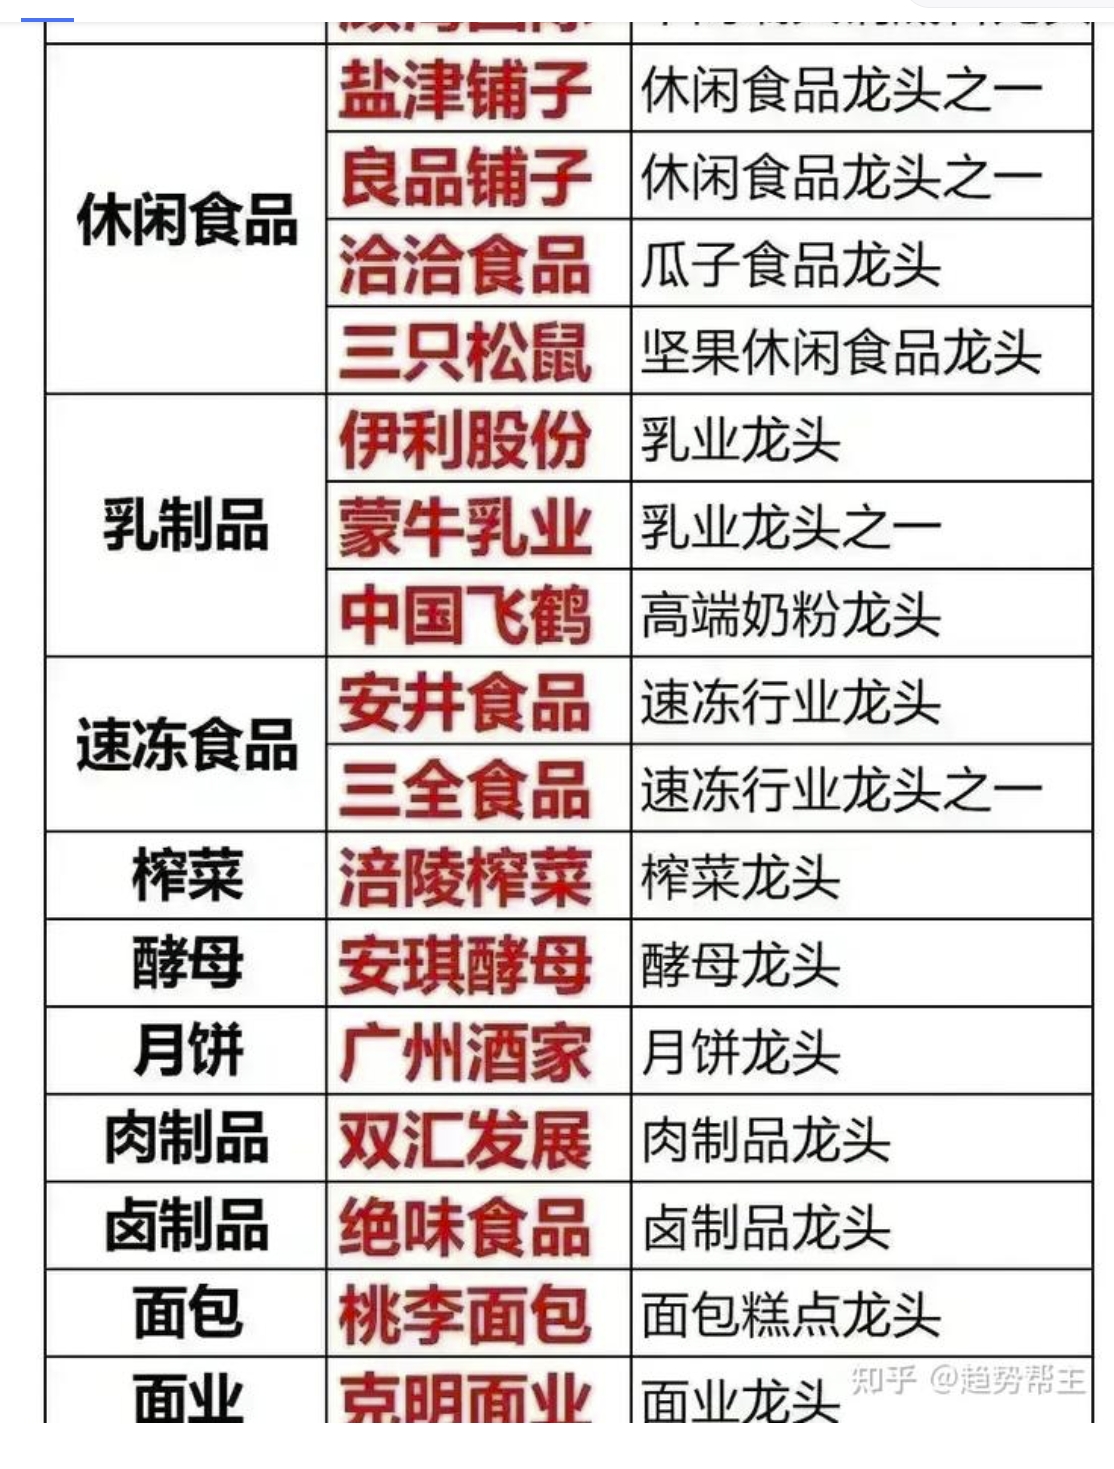 盐津铺子 休闲食品龙头之一
良品铺子 休闲食品龙头之一
休闲食品
洽洽食品 瓜子食品龙头
三只松鼠 坚果休闲食品龙头
伊利股份 乳业龙头
乳制品 蒙牛乳业 乳业龙头之一
中国飞鹤 高端奶粉龙头
安井食品 速冻行业龙头
速冻食品
三全食品 速冻行业龙头之一
榨菜 涪陵榨菜 榨菜龙头
酵母 安琪酵母 酵母龙头
月饼 广州酒家 月饼龙头
肉制品 双汇发展 肉制品龙头
卤制品 绝味食品 卤制品龙头
面包 桃李面包 面包糕点龙头
面业 克明面业 面业龙头
知乎 @趋势帮主